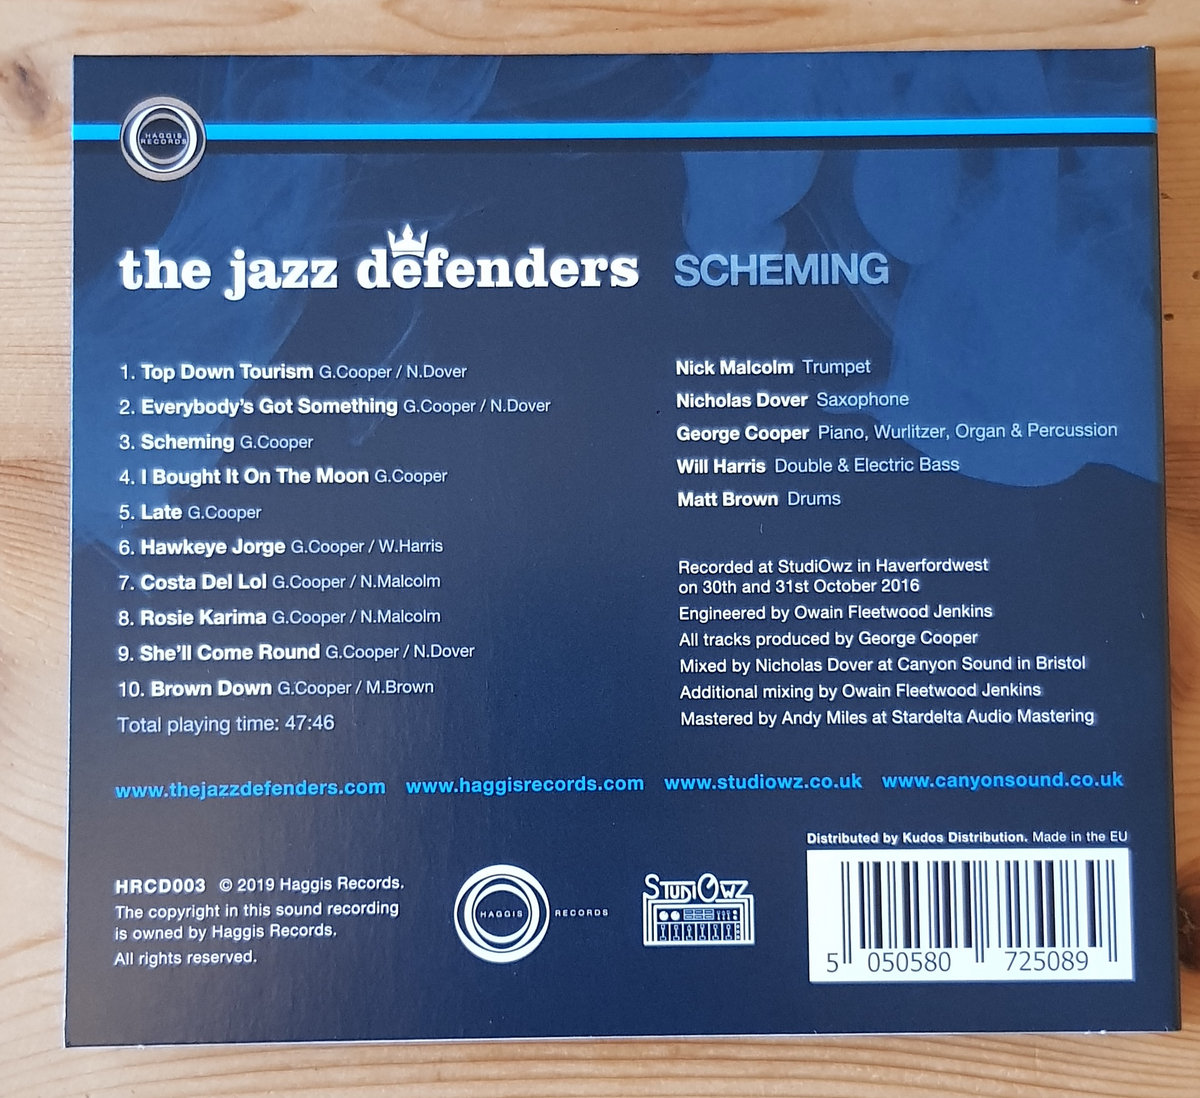 HAGGIS
RECORDS
the jazz defenders SCHEMING
1. Top Down Tourism G.Cooper / N.Dover
2. Everybody's Got Something G.Cooper / N.Dover
3. Scheming G.Cooper
4. I Bought It On The Moon G.Cooper
5. Late G.Cooper
6. Hawkeye Jorge G.Cooper / W.Harris
7. Costa Del Lol G.Cooper / N.Malcolm
8. Rosie Karima G.Cooper / N.Malcolm
9. She'll Come Round G.Cooper / N.Dover
10. Brown Down G.Cooper / M.Brown
Total playing time: 47:46
Nick Malcolm Trumpet
Nicholas Dover Saxophone
George Cooper Piano, Wurlitzer, Organ & Percussion
Will Harris Double & Electric Bass
Matt Brown Drums
Recorded at StudiOwz in Haverfordwest
on 30th and 31st October 2016
Engineered by Owain Fleetwood Jenkins
All tracks produced by George Cooper
Mixed by Nicholas Dover at Canyon Sound in Bristol
Additional mixing by Owain Fleetwood Jenkins
Mastered by Andy Miles at Stardelta Audio Mastering
www.thejazzdefenders.com www.haggisrecords.com www.studiowz.co.uk www.canyonsound.co.uk
HRCD003 © 2019 Haggis Records.
The copyright in this sound recording
is owned by Haggis Records.
All rights reserved.
HAGGIS RECORDS
STUDIOWZ
Distributed by Kudos Distribution. Made in the EU
5 050580 725089